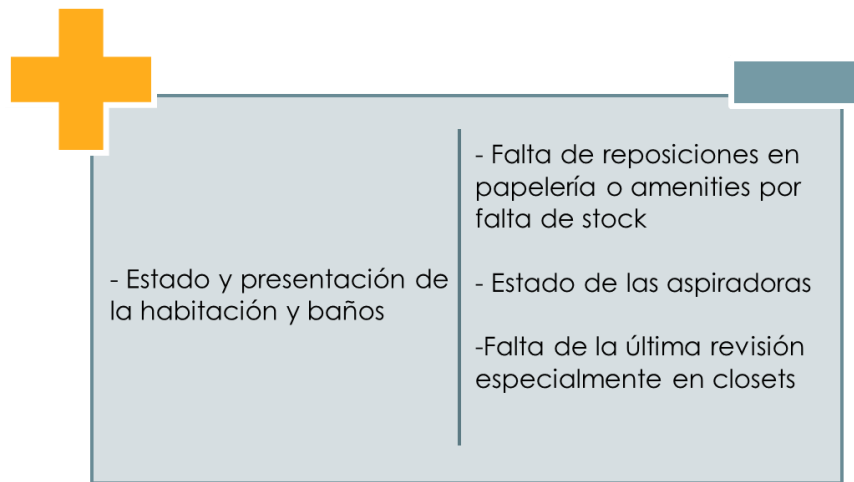 - Estado y presentación de
la habitación y baños
- Falta de reposiciones en
papelería o amenities por
falta de stock
- Estado de las aspiradoras
-Falta de la última revisión
especialmente en closets